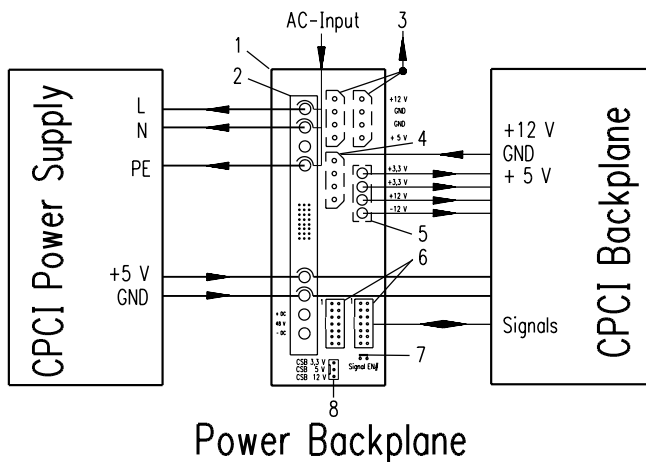 AC-Input
3
1
2
4
L
N
PE
+5 V
GND
CPCI Power Supply
+12 V
GND
GND
+ 5 V
+3,3 V
+3,3 V
+12 V
-12 V
5
6
1
+ DC
48 V
- DC
7
Signal EN#
CSB 3,3 V
CSB 5 V
CSB 12 V
8
+12 V
GND
+ 5 V
Signals
CPCI Backplane
Power Backplane